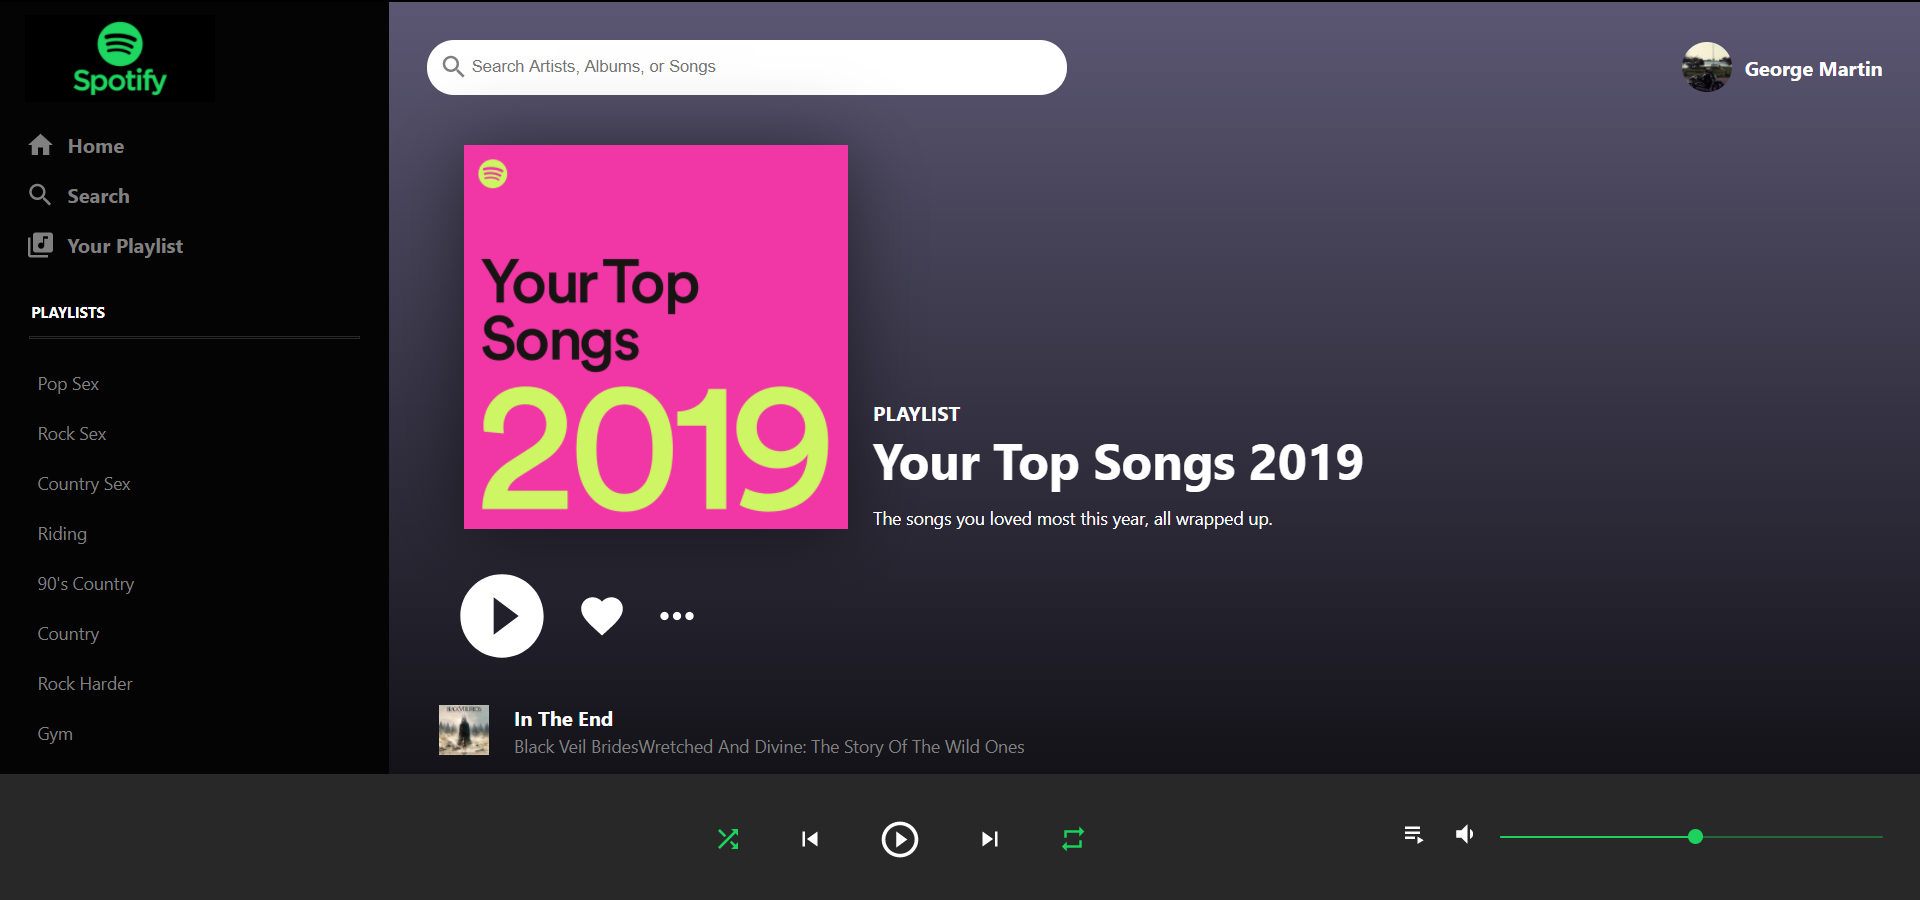 Spotify
Home
Search
Your Playlist
PLAYLISTS
Pop Sex
Rock Sex
Country Sex
Riding
90's Country
Country
Rock Harder
Gym
Search Artists, Albums, or Songs
George Martin
Your Top
Songs
2019
PLAYLIST
Your Top Songs 2019
The songs you loved most this year, all wrapped up.
In The End
Black Veil BridesWretched And Divine: The Story Of The Wild Ones